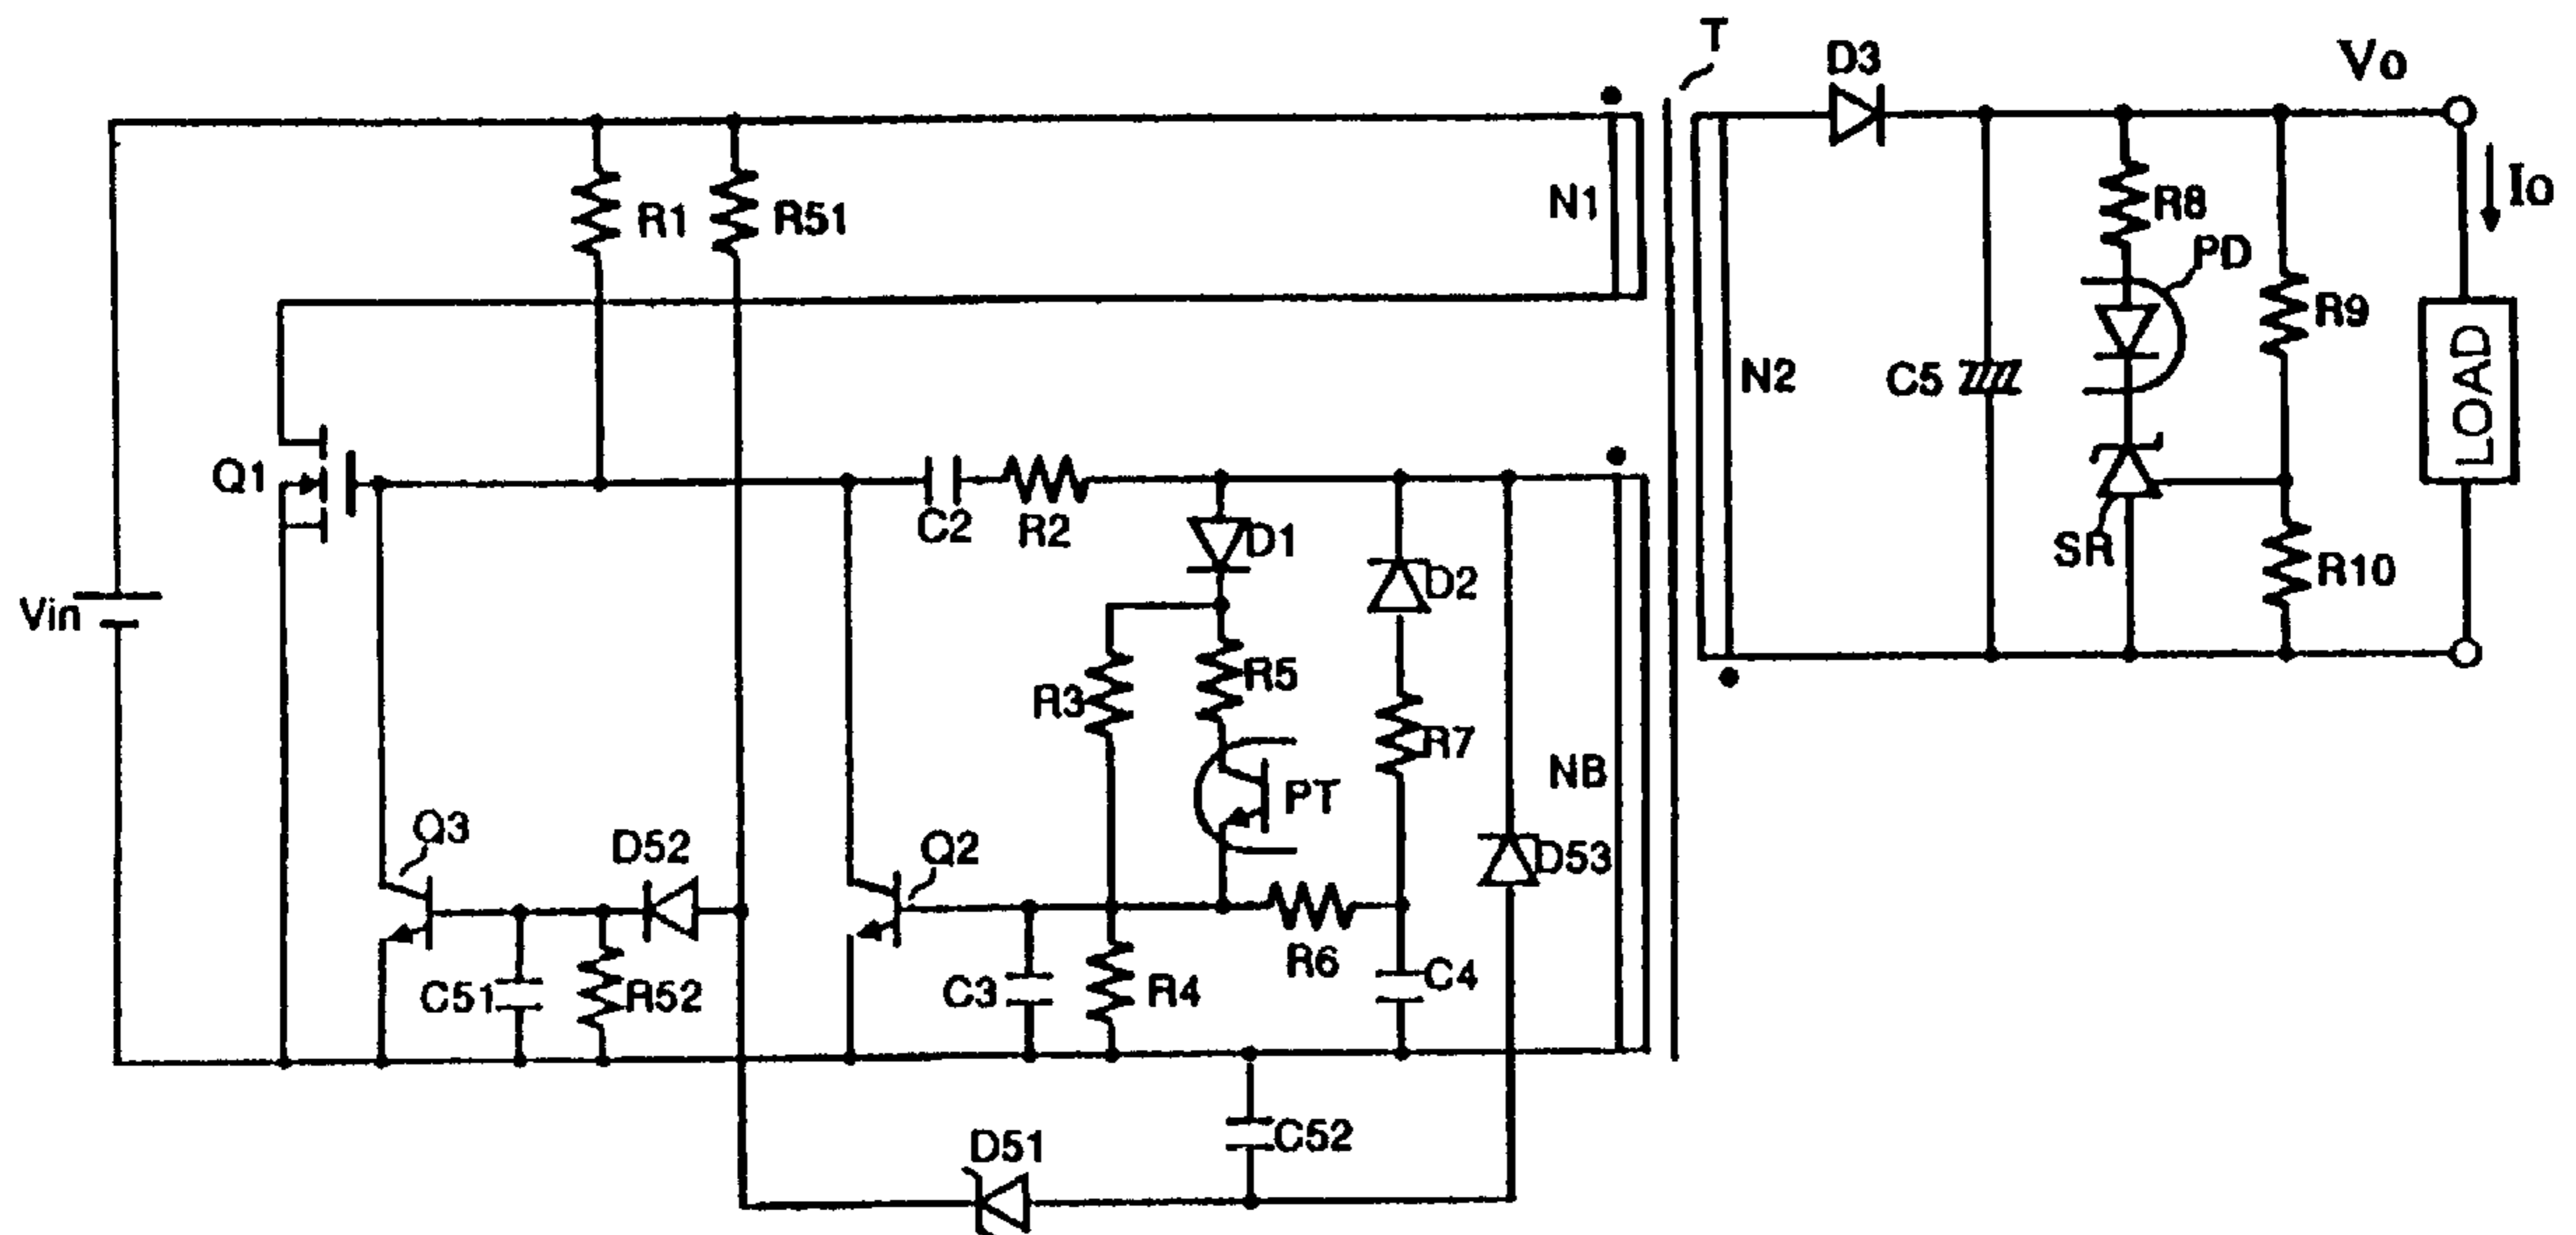 T
D3
Vo
R1
R51
N1
R8
Io
PD
R9
N2
C5
LOAD
Q1
C2
R2
D1
D2
SR
R10
Vin
R3
R5
R7
NB
PT
Q3
D52
Q2
D53
R6
C51
R52
C3
R4
C4
D51
C52